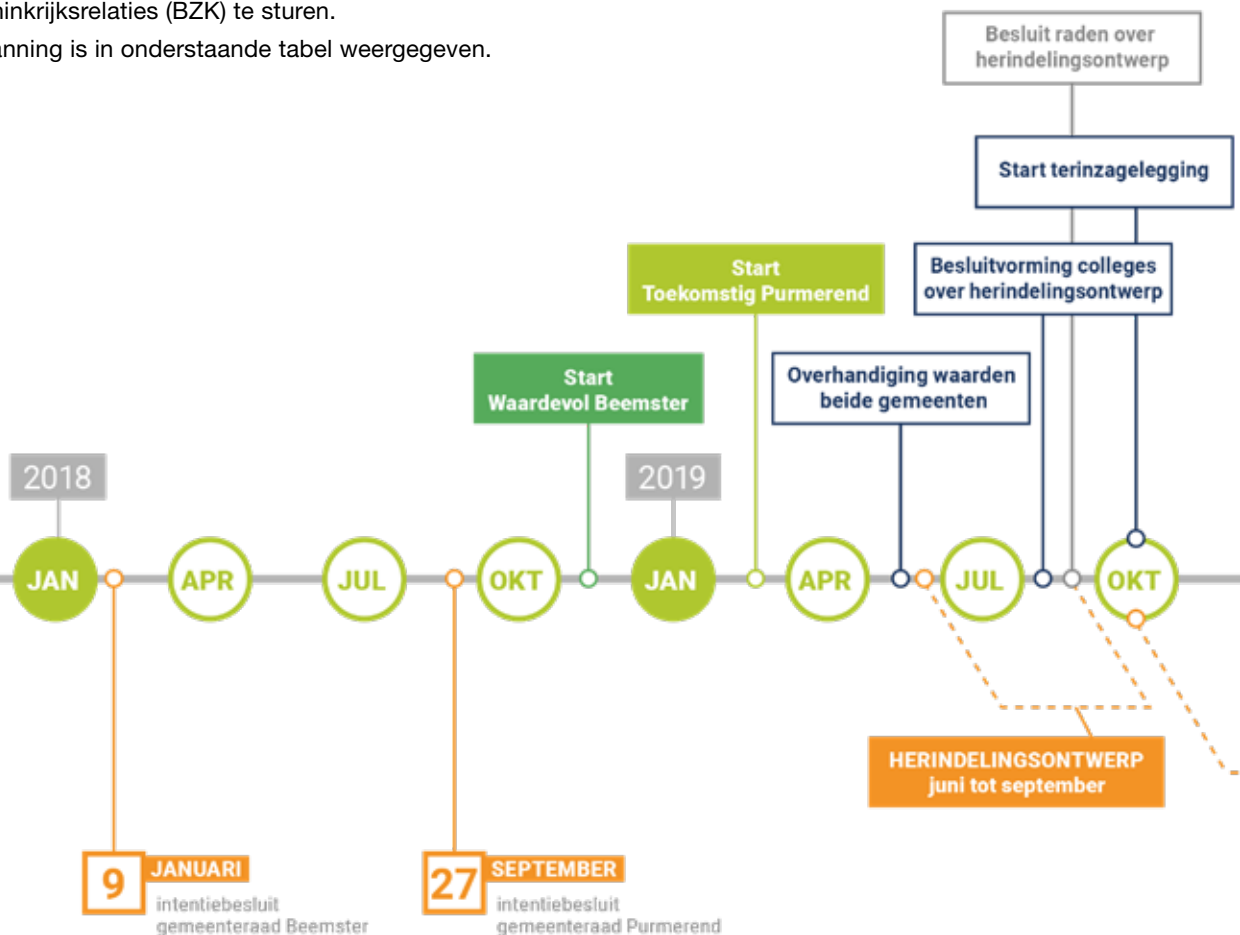 ninkrijksrelaties (BZK) te sturen.
anning is in onderstaande tabel weergegeven.
Besluit raden over
herindelingsontwerp
Start terinzagelegging
Besluitvorming colleges
over herindelingsontwerp
Start
Toekomstig Purmerend
Start
Waardevol Beemster
Overhandiging waarden
beide gemeenten
2018
2019
JAN
APR
JUL
OKT
JAN
APR
JUL
OKT
HERINDELINGSONTWERP
juni tot september
9 JANUARI
intentiebesluit
gemeenteraad Beemster
27 SEPTEMBER
intentiebesluit
gemeenteraad Purmerend